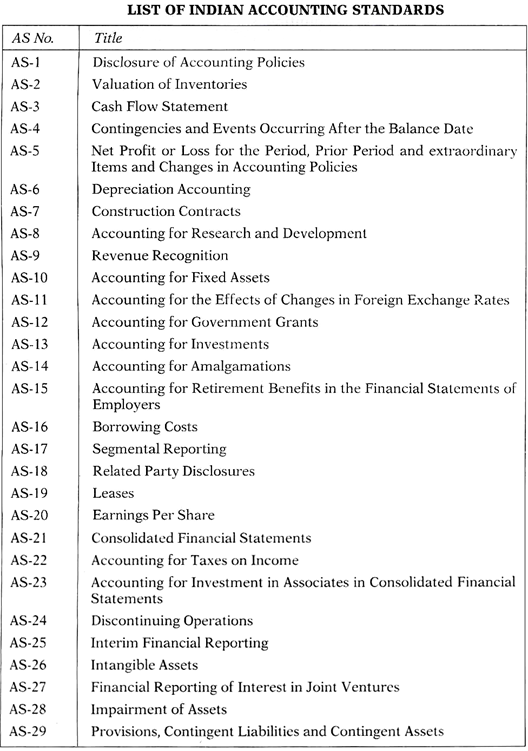 LIST OF INDIAN ACCOUNTING STANDARDS
AS No. Title
AS-1 Disclosure of Accounting Policies
AS-2 Valuation of Inventories
AS-3 Cash Flow Statement
AS-4 Contingencies and Events Occurring After the Balance Date
AS-5 Net Profit or Loss for the Period, Prior Period and extraordinary
Items and Changes in Accounting Policies
AS-6 Depreciation Accounting
AS-7 Construction Contracts
AS-8 Accounting for Research and Development
AS-9 Revenue Recognition
AS-10 Accounting for Fixed Assets
AS-11 Accounting for the Effects of Changes in Foreign Exchange Rates
AS-12 Accounting for Government Grants
AS-13 Accounting for Investments
AS-14 Accounting for Amalgamations
AS-15 Accounting for Retirement Benefits in the Financial Statements of
Employers
AS-16 Borrowing Costs
AS-17 Segmental Reporting
AS-18 Related Party Disclosures
AS-19 Leases
AS-20 Earnings Per Share
AS-21 Consolidated Financial Statements
AS-22 Accounting for Taxes on Income
AS-23 Accounting for Investment in Associates in Consolidated Financial
Statements
AS-24 Discontinuing Operations
AS-25 Interim Financial Reporting
AS-26 Intangible Assets
AS-27 Financial Reporting of Interest in Joint Ventures
AS-28 Impairment of Assets
AS-29 Provisions, Contingent Liabilities and Contingent Assets